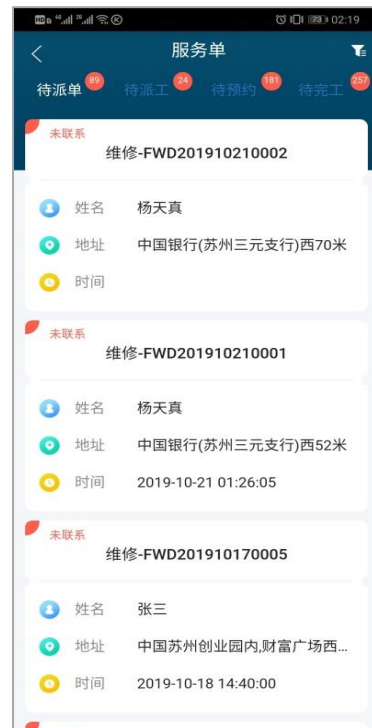 HD 4G 2G 73 02:19
服务单
待派单 89 待派工 24 待预约 181 待完工 257
未联系
维修-FWD201910210002
姓名 杨天真
地址 中国银行(苏州三元支行)西70米
时间
未联系
维修-FWD201910210001
姓名 杨天真
地址 中国银行(苏州三元支行)西52米
时间 2019-10-21 01:26:05
未联系
维修-FWD201910170005
姓名 张三
地址 中国苏州创业园内,财富广场西...
时间 2019-10-18 14:40:00